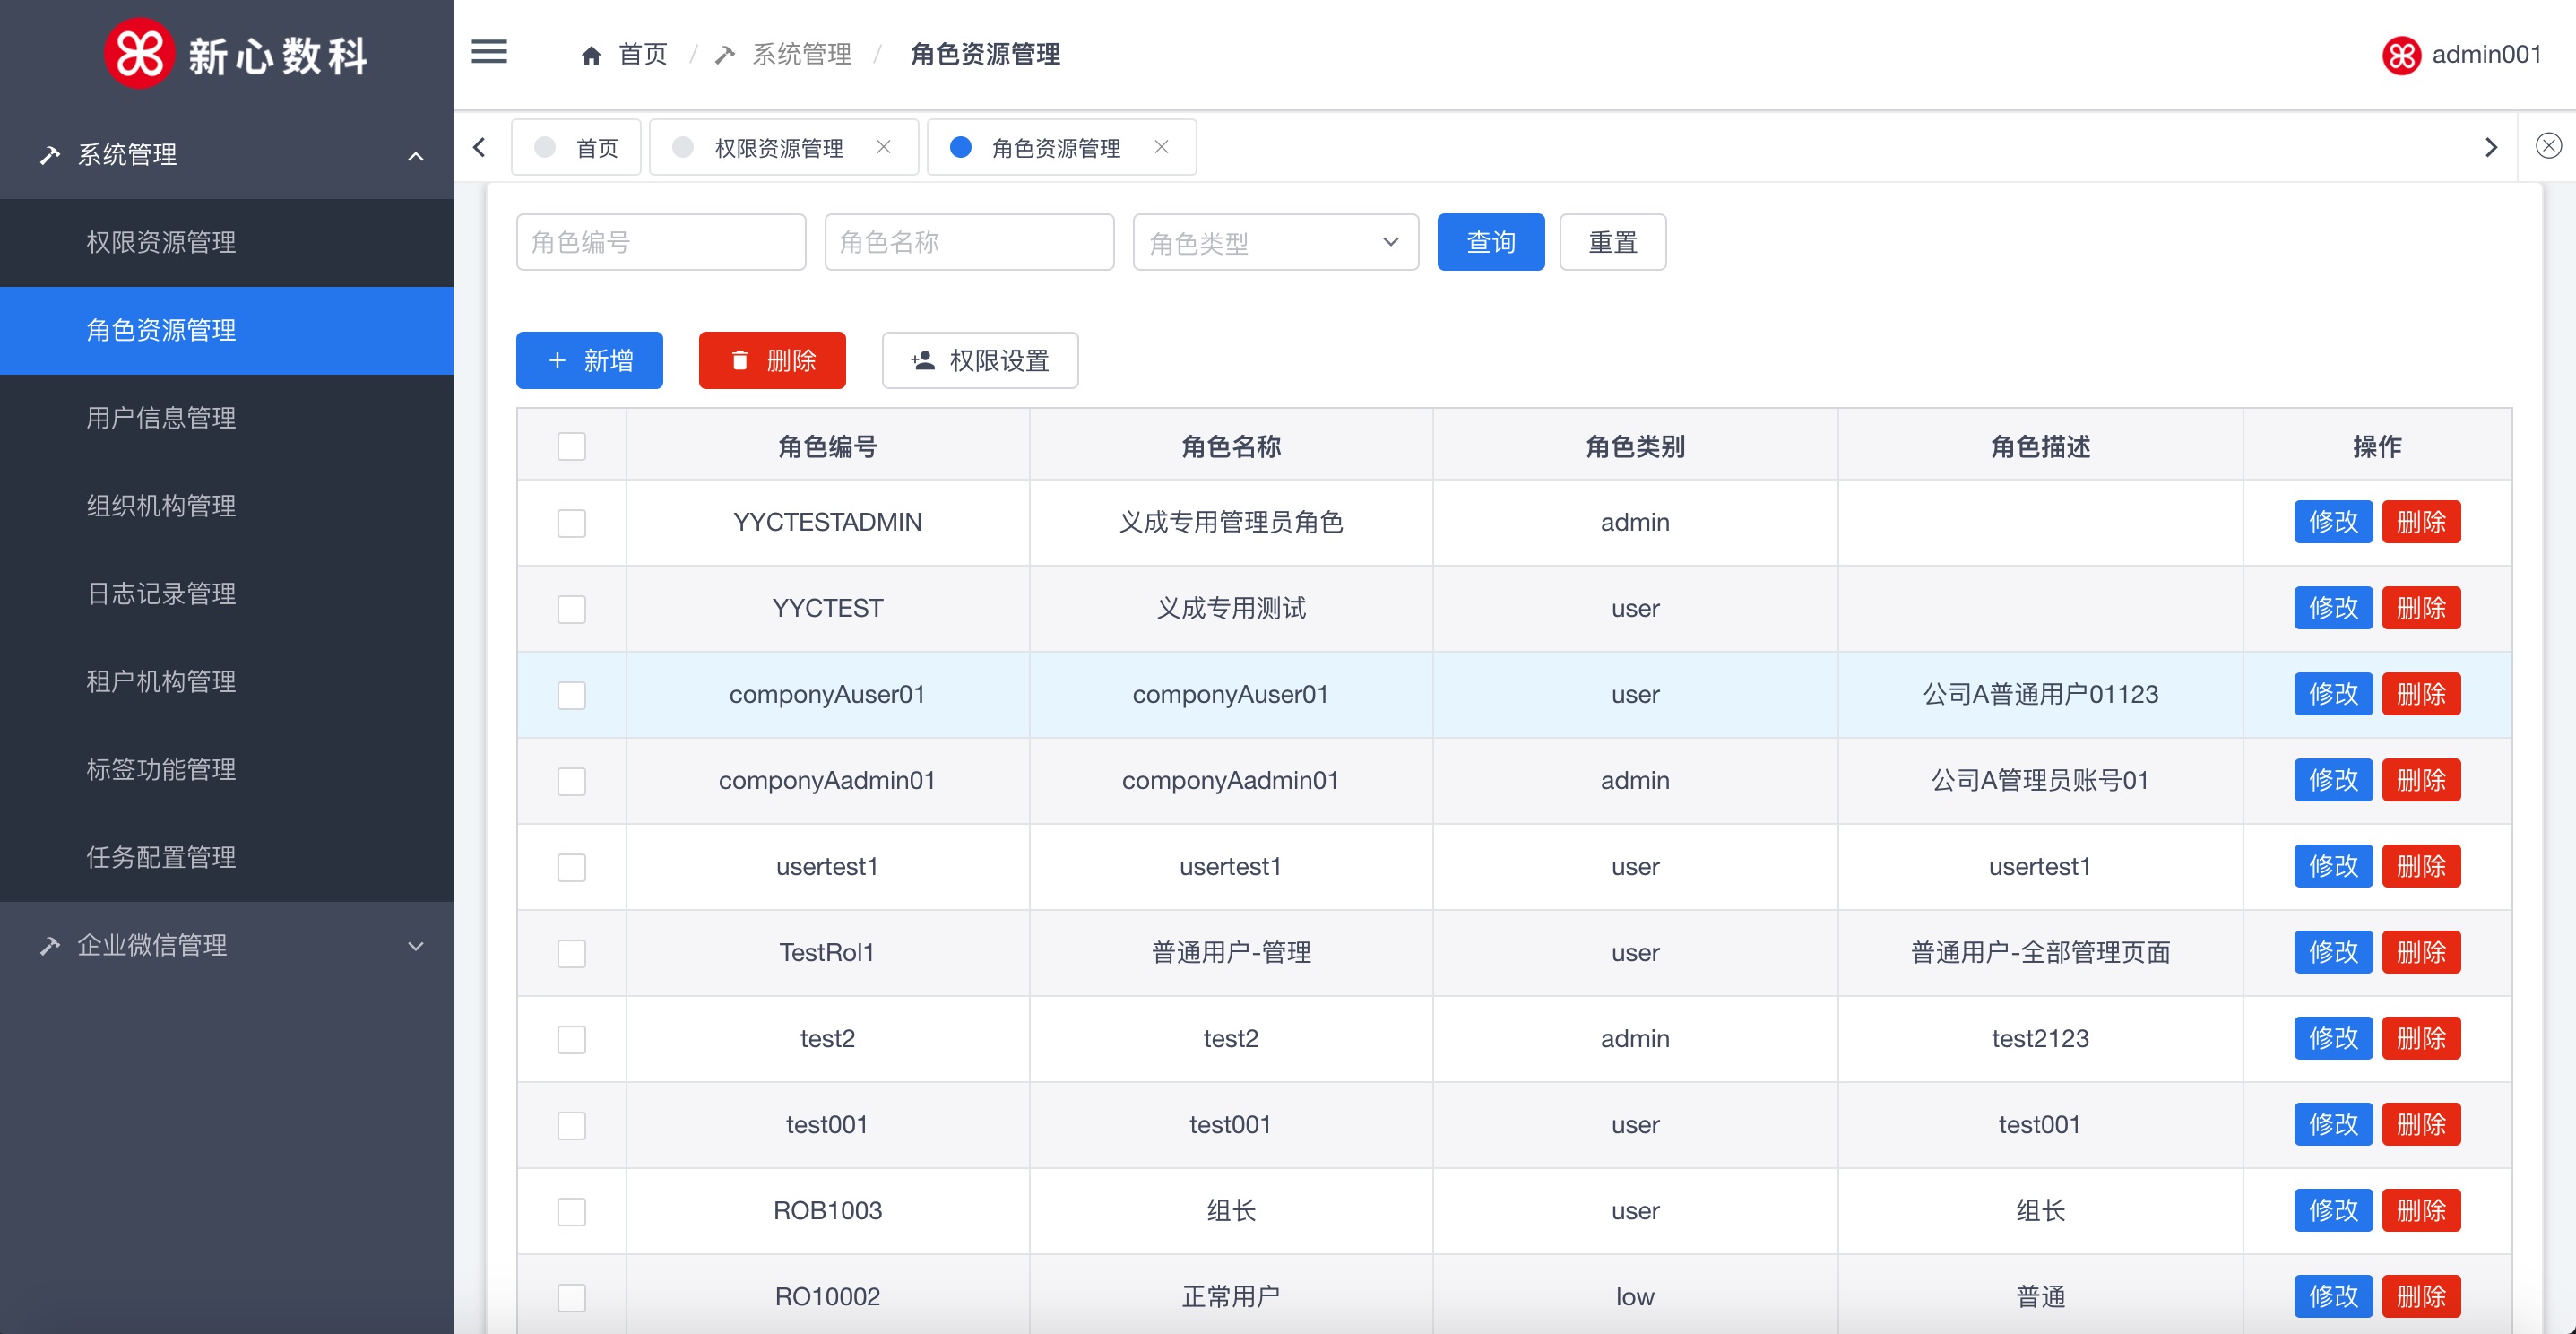 新心数科
首页 / 系统管理 / 角色资源管理
admin001
系统管理
权限资源管理
角色资源管理
用户信息管理
组织机构管理
日志记录管理
租户机构管理
标签功能管理
任务配置管理
企业微信管理
首页 权限资源管理 角色资源管理
角色编号 角色名称 角色类型 查询 重置
新增 删除 权限设置
角色编号 角色名称 角色类别 角色描述 操作
YYCTESTADMIN 义成专用管理员角色 admin 修改 删除
YYCTEST 义成专用测试 user 修改 删除
componyAuser01 componyAuser01 user 公司A普通用户01123 修改 删除
componyAadmin01 componyAadmin01 admin 公司A管理员账号01 修改 删除
usertest1 usertest1 user usertest1 修改 删除
TestRol1 普通用户-管理 user 普通用户-全部管理页面 修改 删除
test2 test2 admin test2123 修改 删除
test001 test001 user test001 修改 删除
ROB1003 组长 user 组长 修改 删除
RO10002 正常用户 low 普通 修改 删除